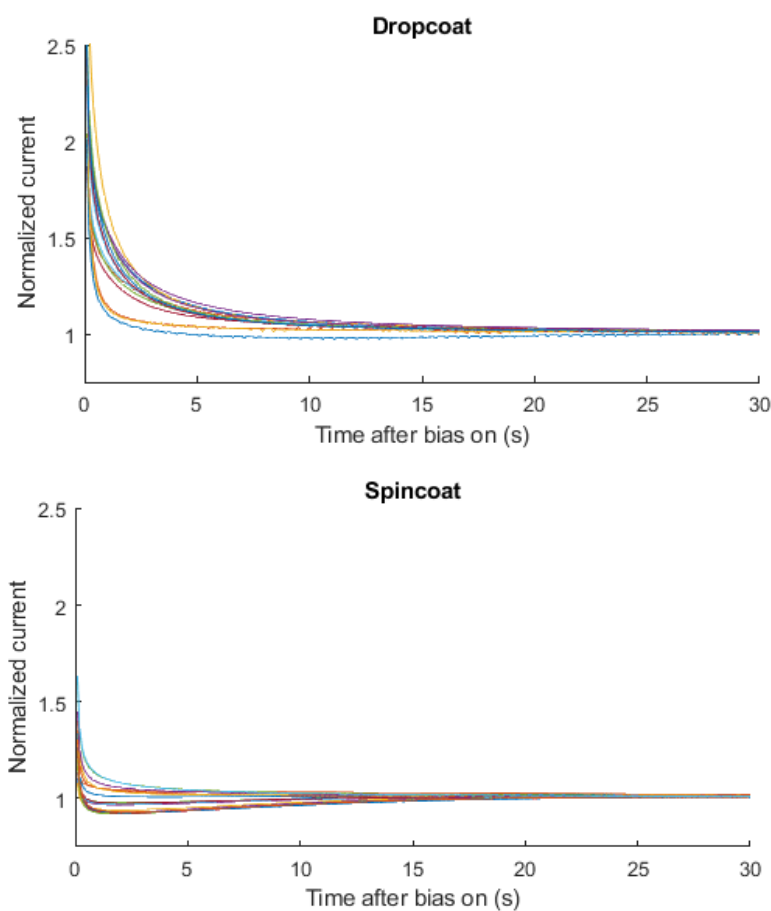 Dropcoat
2.5
2
1.5
1
Normalized current
0 5 10 15 20 25 30
Time after bias on (s)
Spincoat
2.5
2
1.5
1
Normalized current
0 5 10 15 20 25 30
Time after bias on (s)